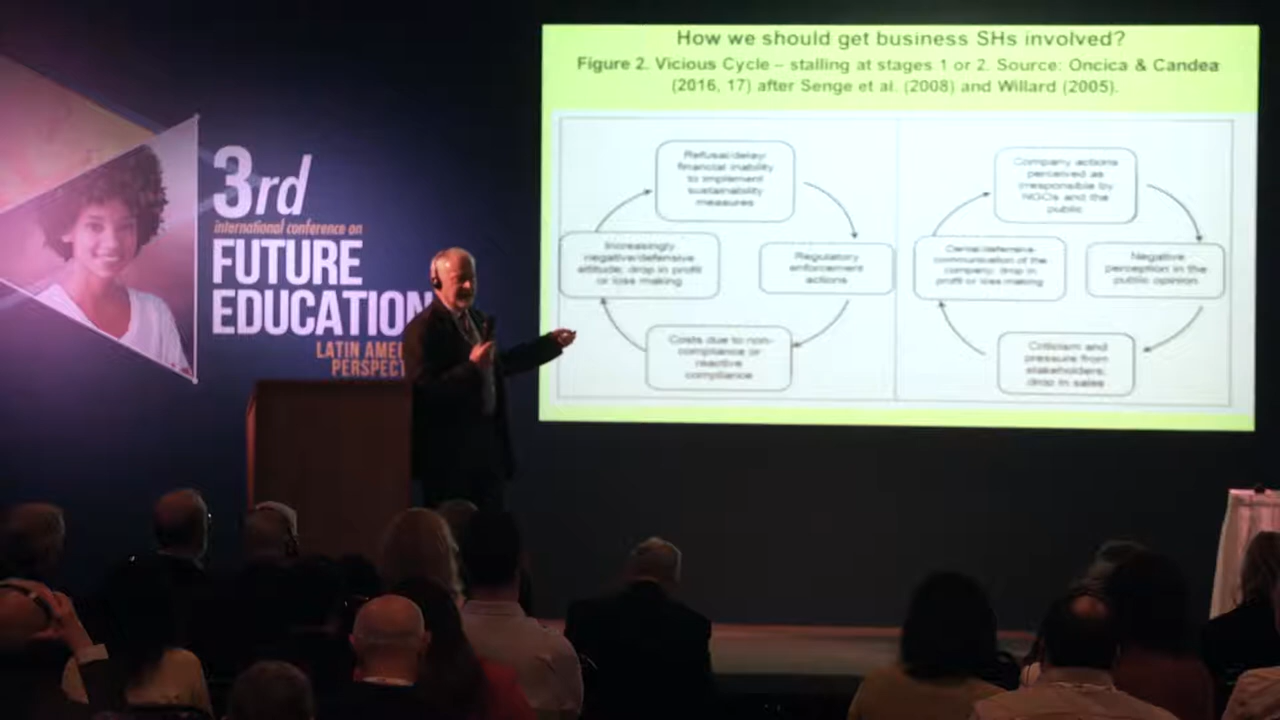 3rd
international conference on
FUTURE
EDUCATION
LATIN AME
PERSPECT
How we should get business SHs involved?
Figure 2. Vicious Cycle – stalling at stages 1 or 2. Source: Oncica & Candea
(2016, 17) after Senge et al. (2008) and Willard (2005).
Refusal/delay/
financial inability
to implement
sustainability
measures
Increasingly
negative/defensive
attitude; drop in profit
or loss making
Regulatory
enforcement
actions
Costs due to non-
compliance or
reactive
compliance
Company actions
perceived as
irresponsible by
NGOs and the
public
Denial/defensive
communication of the
company; drop in
profit or loss making
Negative
perception in the
public opinion
Criticism and
pressure from
stakeholders;
drop in sales